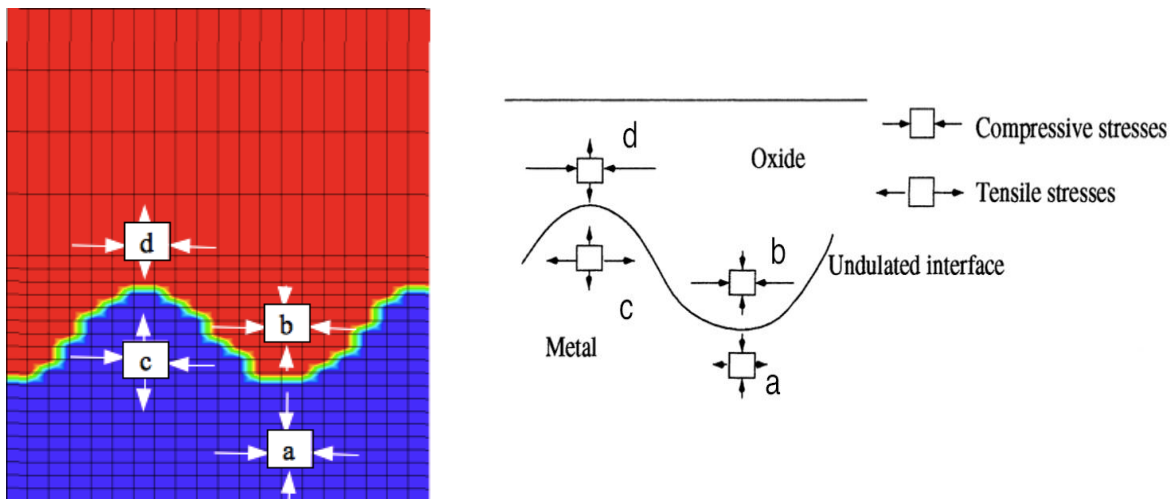 d
b
c
a
d
Oxide
Compressive stresses
Tensile stresses
b
Undulated interface
c
Metal
a